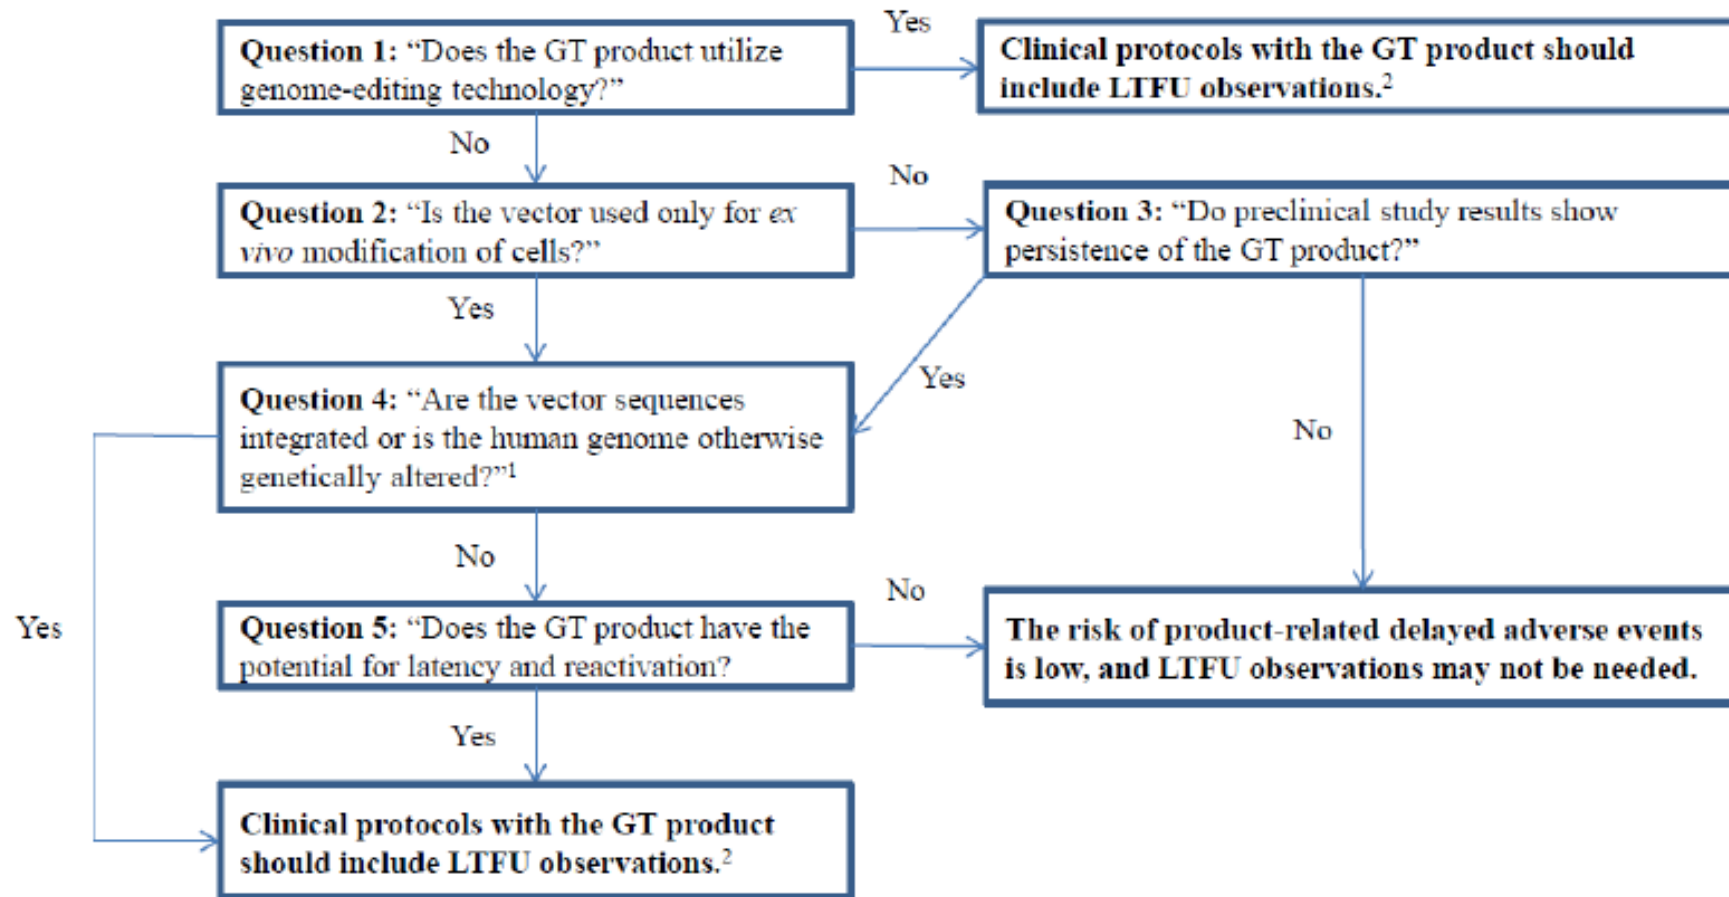 Question 1: “Does the GT product utilize
genome-editing technology?”
Yes
Clinical protocols with the GT product should
include LTFU observations.²
No
Question 2: “Is the vector used only for ex
vivo modification of cells?”
No
Question 3: “Do preclinical study results show
persistence of the GT product?”
Yes
Yes
No
Question 4: “Are the vector sequences
integrated or is the human genome otherwise
genetically altered?”¹
No
Yes
Question 5: “Does the GT product have the
potential for latency and reactivation?
No
The risk of product-related delayed adverse events
is low, and LTFU observations may not be needed.
Yes
Clinical protocols with the GT product
should include LTFU observations.²